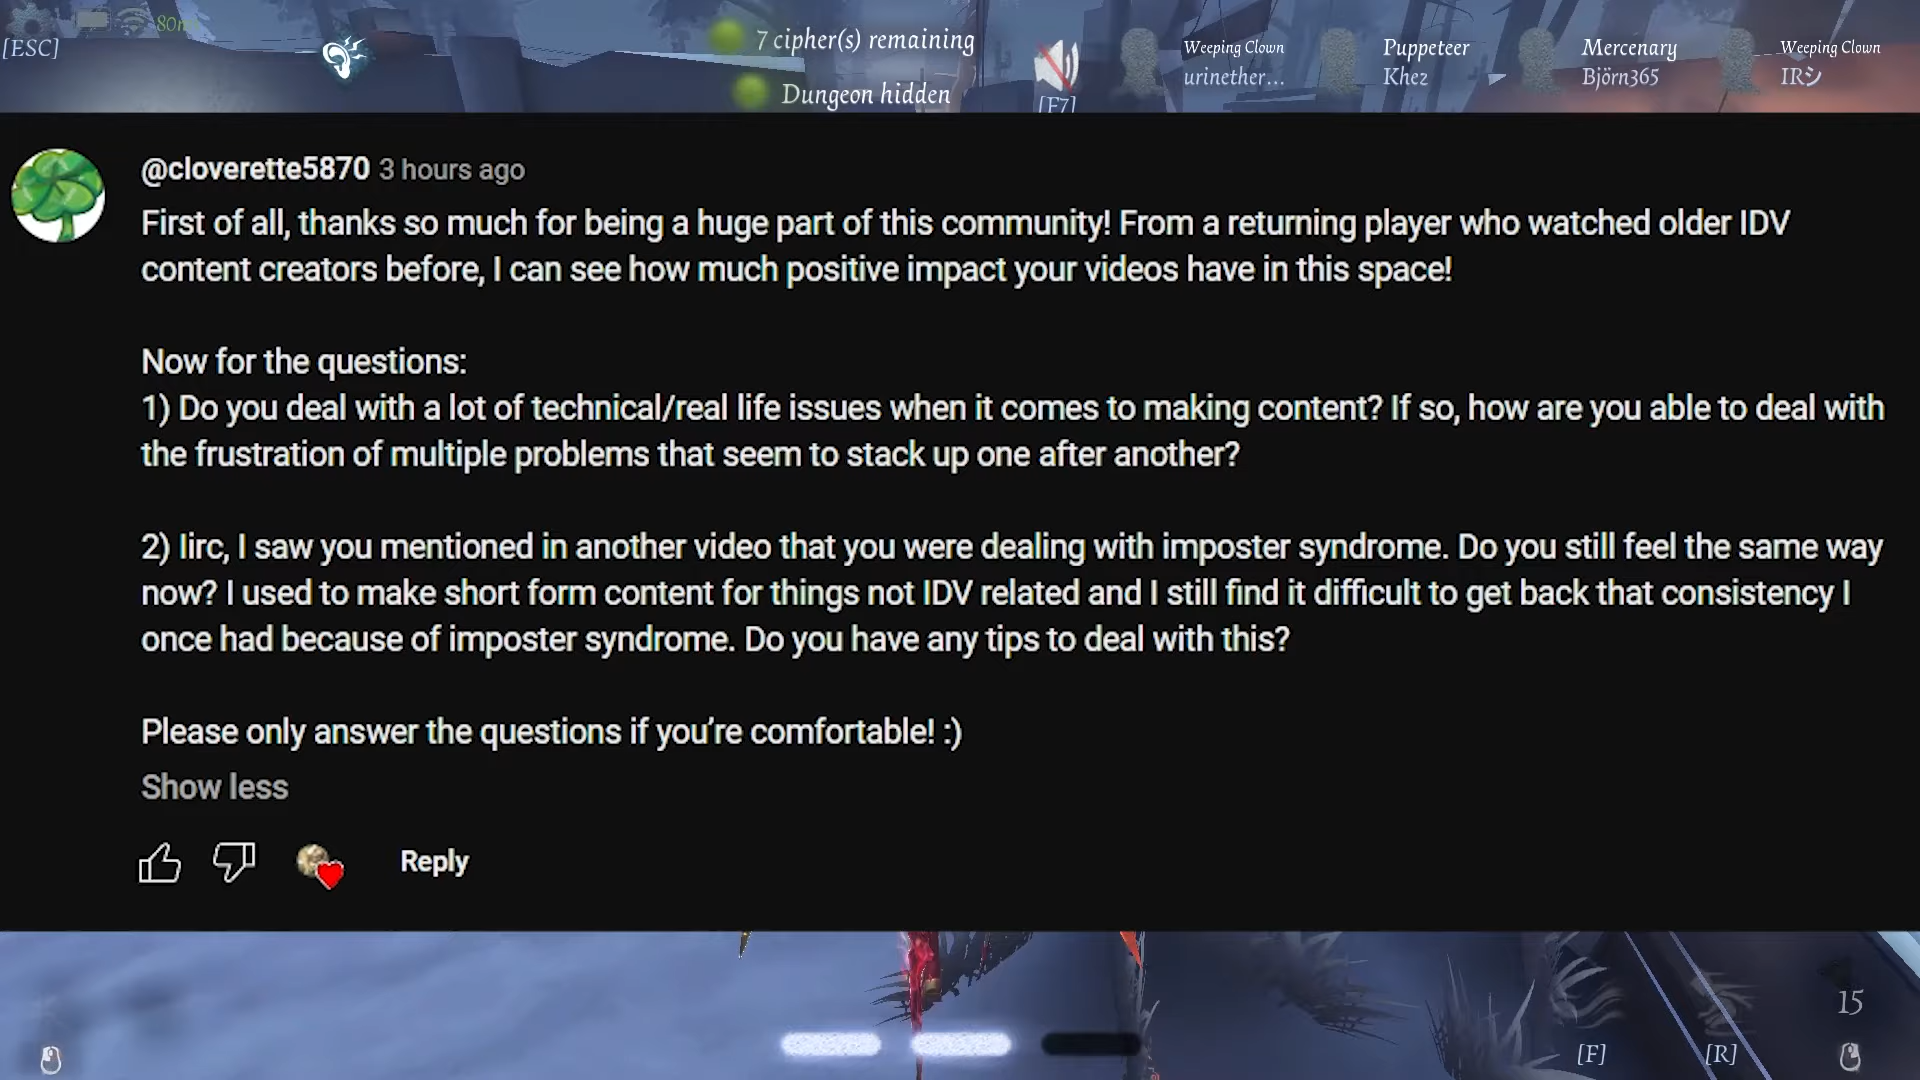 80m
[ESC]
7 cipher(s) remaining
Dungeon hidden
[F7]
Weeping Clown
urinether...
Puppeteer
Khez
Mercenary
Björn365
Weeping Clown
IRシ
@cloverette5870 3 hours ago
First of all, thanks so much for being a huge part of this community! From a returning player who watched older IDV
content creators before, I can see how much positive impact your videos have in this space!
Now for the questions:
1) Do you deal with a lot of technical/real life issues when it comes to making content? If so, how are you able to deal with
the frustration of multiple problems that seem to stack up one after another?
2) Iirc, I saw you mentioned in another video that you were dealing with imposter syndrome. Do you still feel the same way
now? I used to make short form content for things not IDV related and I still find it difficult to get back that consistency I
once had because of imposter syndrome. Do you have any tips to deal with this?
Please only answer the questions if you're comfortable! :)
Show less
Reply
15
[F]
[R]